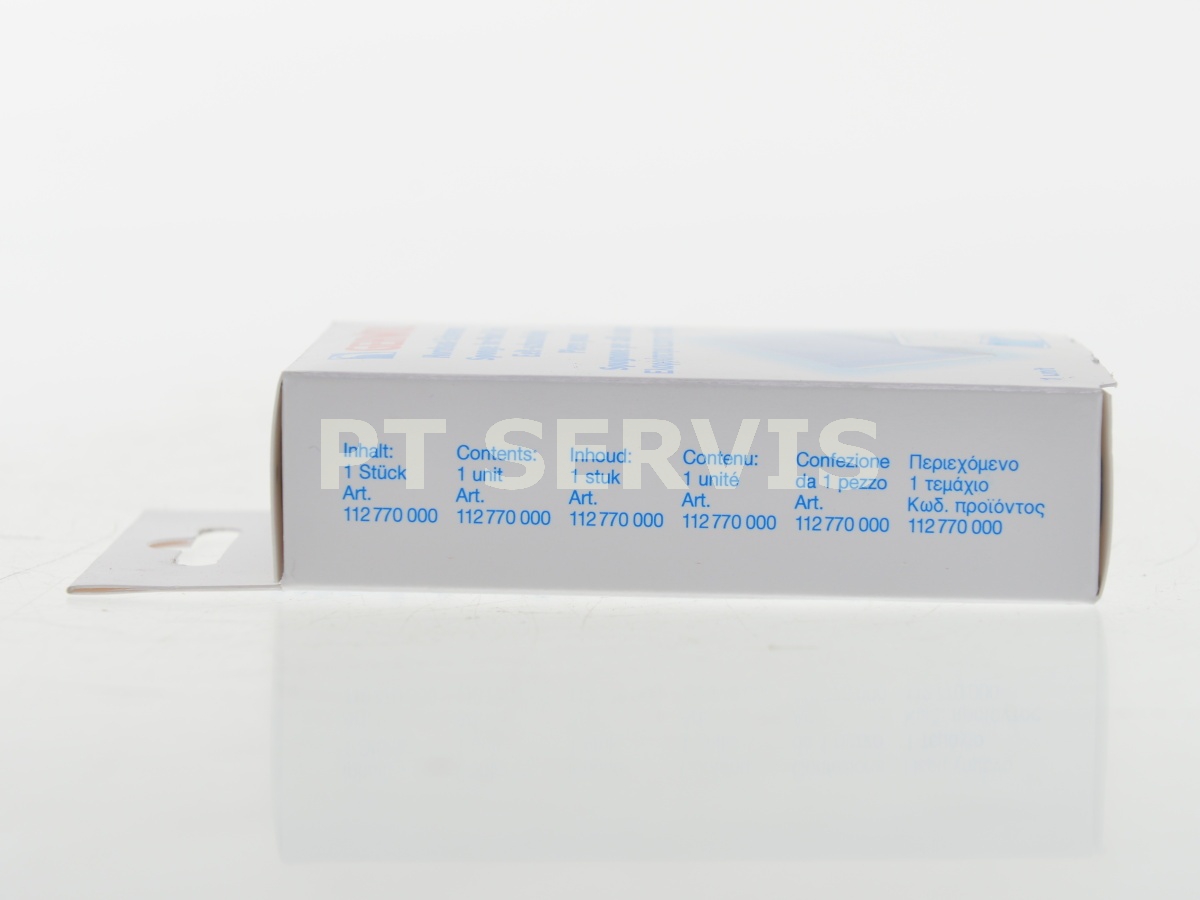 PT SERVIS
Inhalt:
1 Stück
Art.
112 770 000
Contents:
1 unit
Art.
112 770 000
Inhoud:
1 stuk
Art.
112 770 000
Contenu:
1 unité
Art.
112 770 000
Confezione
da 1 pezzo
Art.
112 770 000
Περιεχόμενο
1 τεμάχιο
Κωδ. προϊόντος
112 770 000